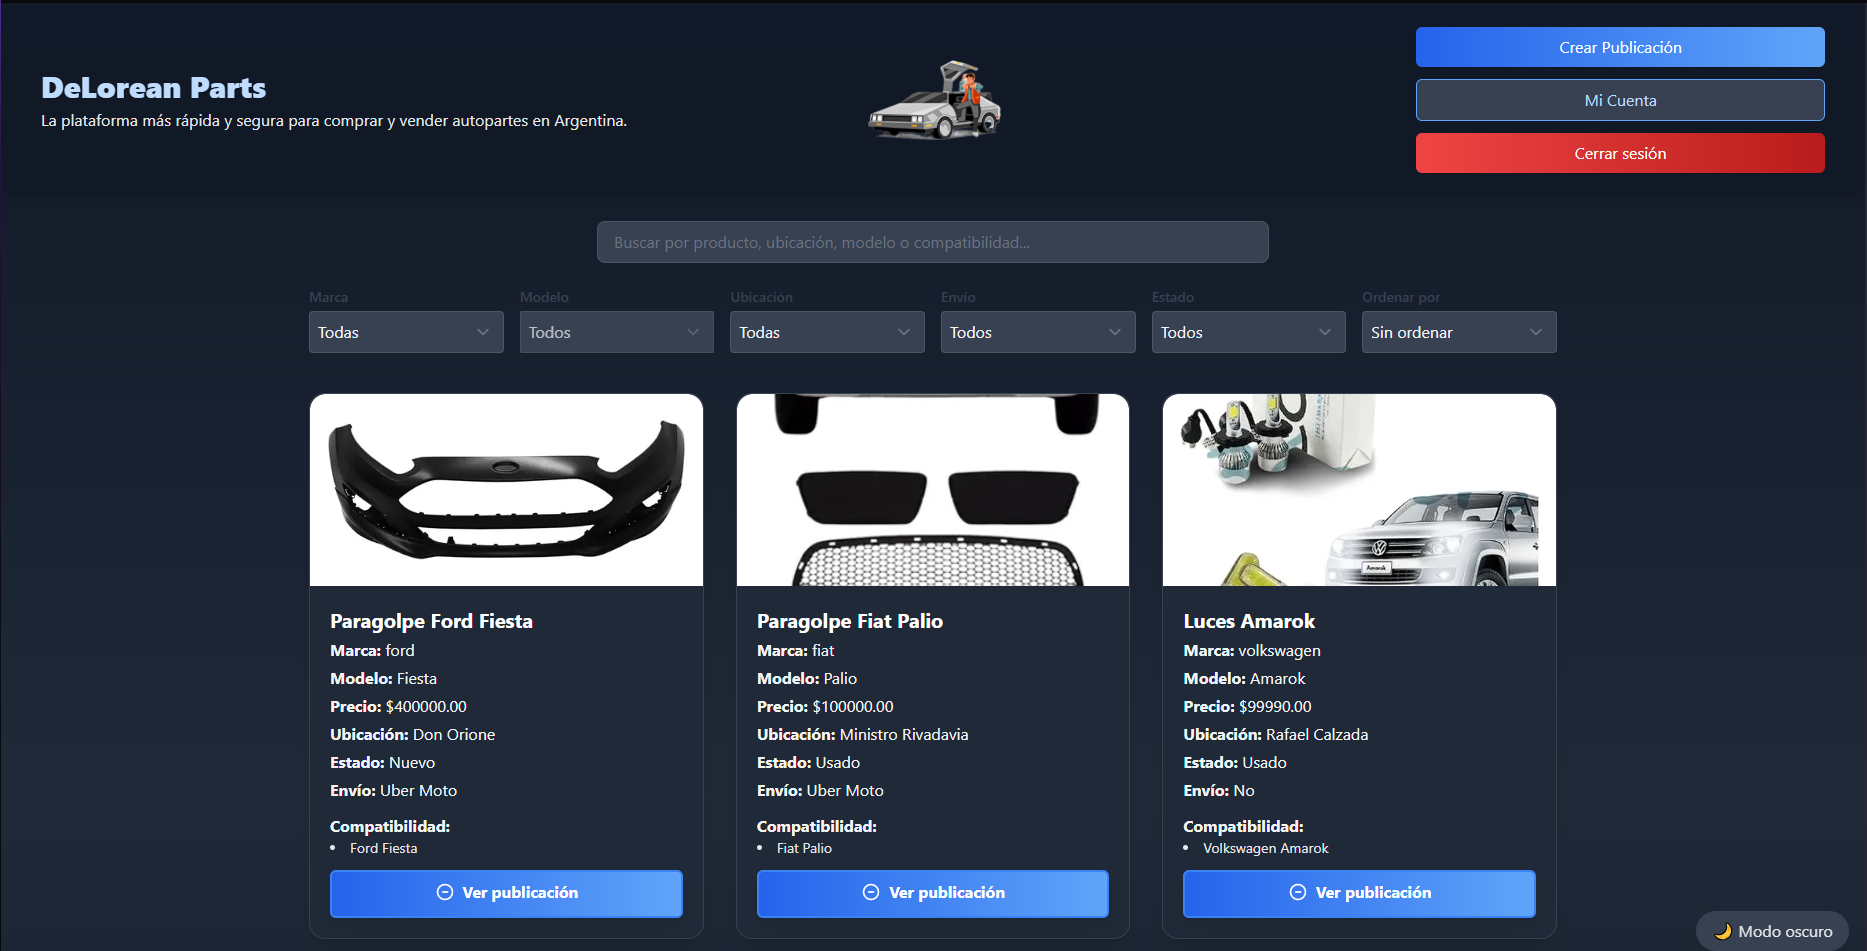 DeLorean Parts
La plataforma más rápida y segura para comprar y vender autopartes en Argentina.
Crear Publicación
Mi Cuenta
Cerrar sesión
Buscar por producto, ubicación, modelo o compatibilidad...
Marca Modelo Ubicación Envío Estado Ordenar por
Todas Todos Todas Todos Todos Sin ordenar
Amarok
Paragolpe Ford Fiesta
Marca: ford
Modelo: Fiesta
Precio: $400000.00
Ubicación: Don Orione
Estado: Nuevo
Envío: Uber Moto
Compatibilidad:
• Ford Fiesta
Ver publicación
Paragolpe Fiat Palio
Marca: fiat
Modelo: Palio
Precio: $100000.00
Ubicación: Ministro Rivadavia
Estado: Usado
Envío: Uber Moto
Compatibilidad:
• Fiat Palio
Ver publicación
Luces Amarok
Marca: volkswagen
Modelo: Amarok
Precio: $99990.00
Ubicación: Rafael Calzada
Estado: Usado
Envío: No
Compatibilidad:
• Volkswagen Amarok
Ver publicación
Modo oscuro